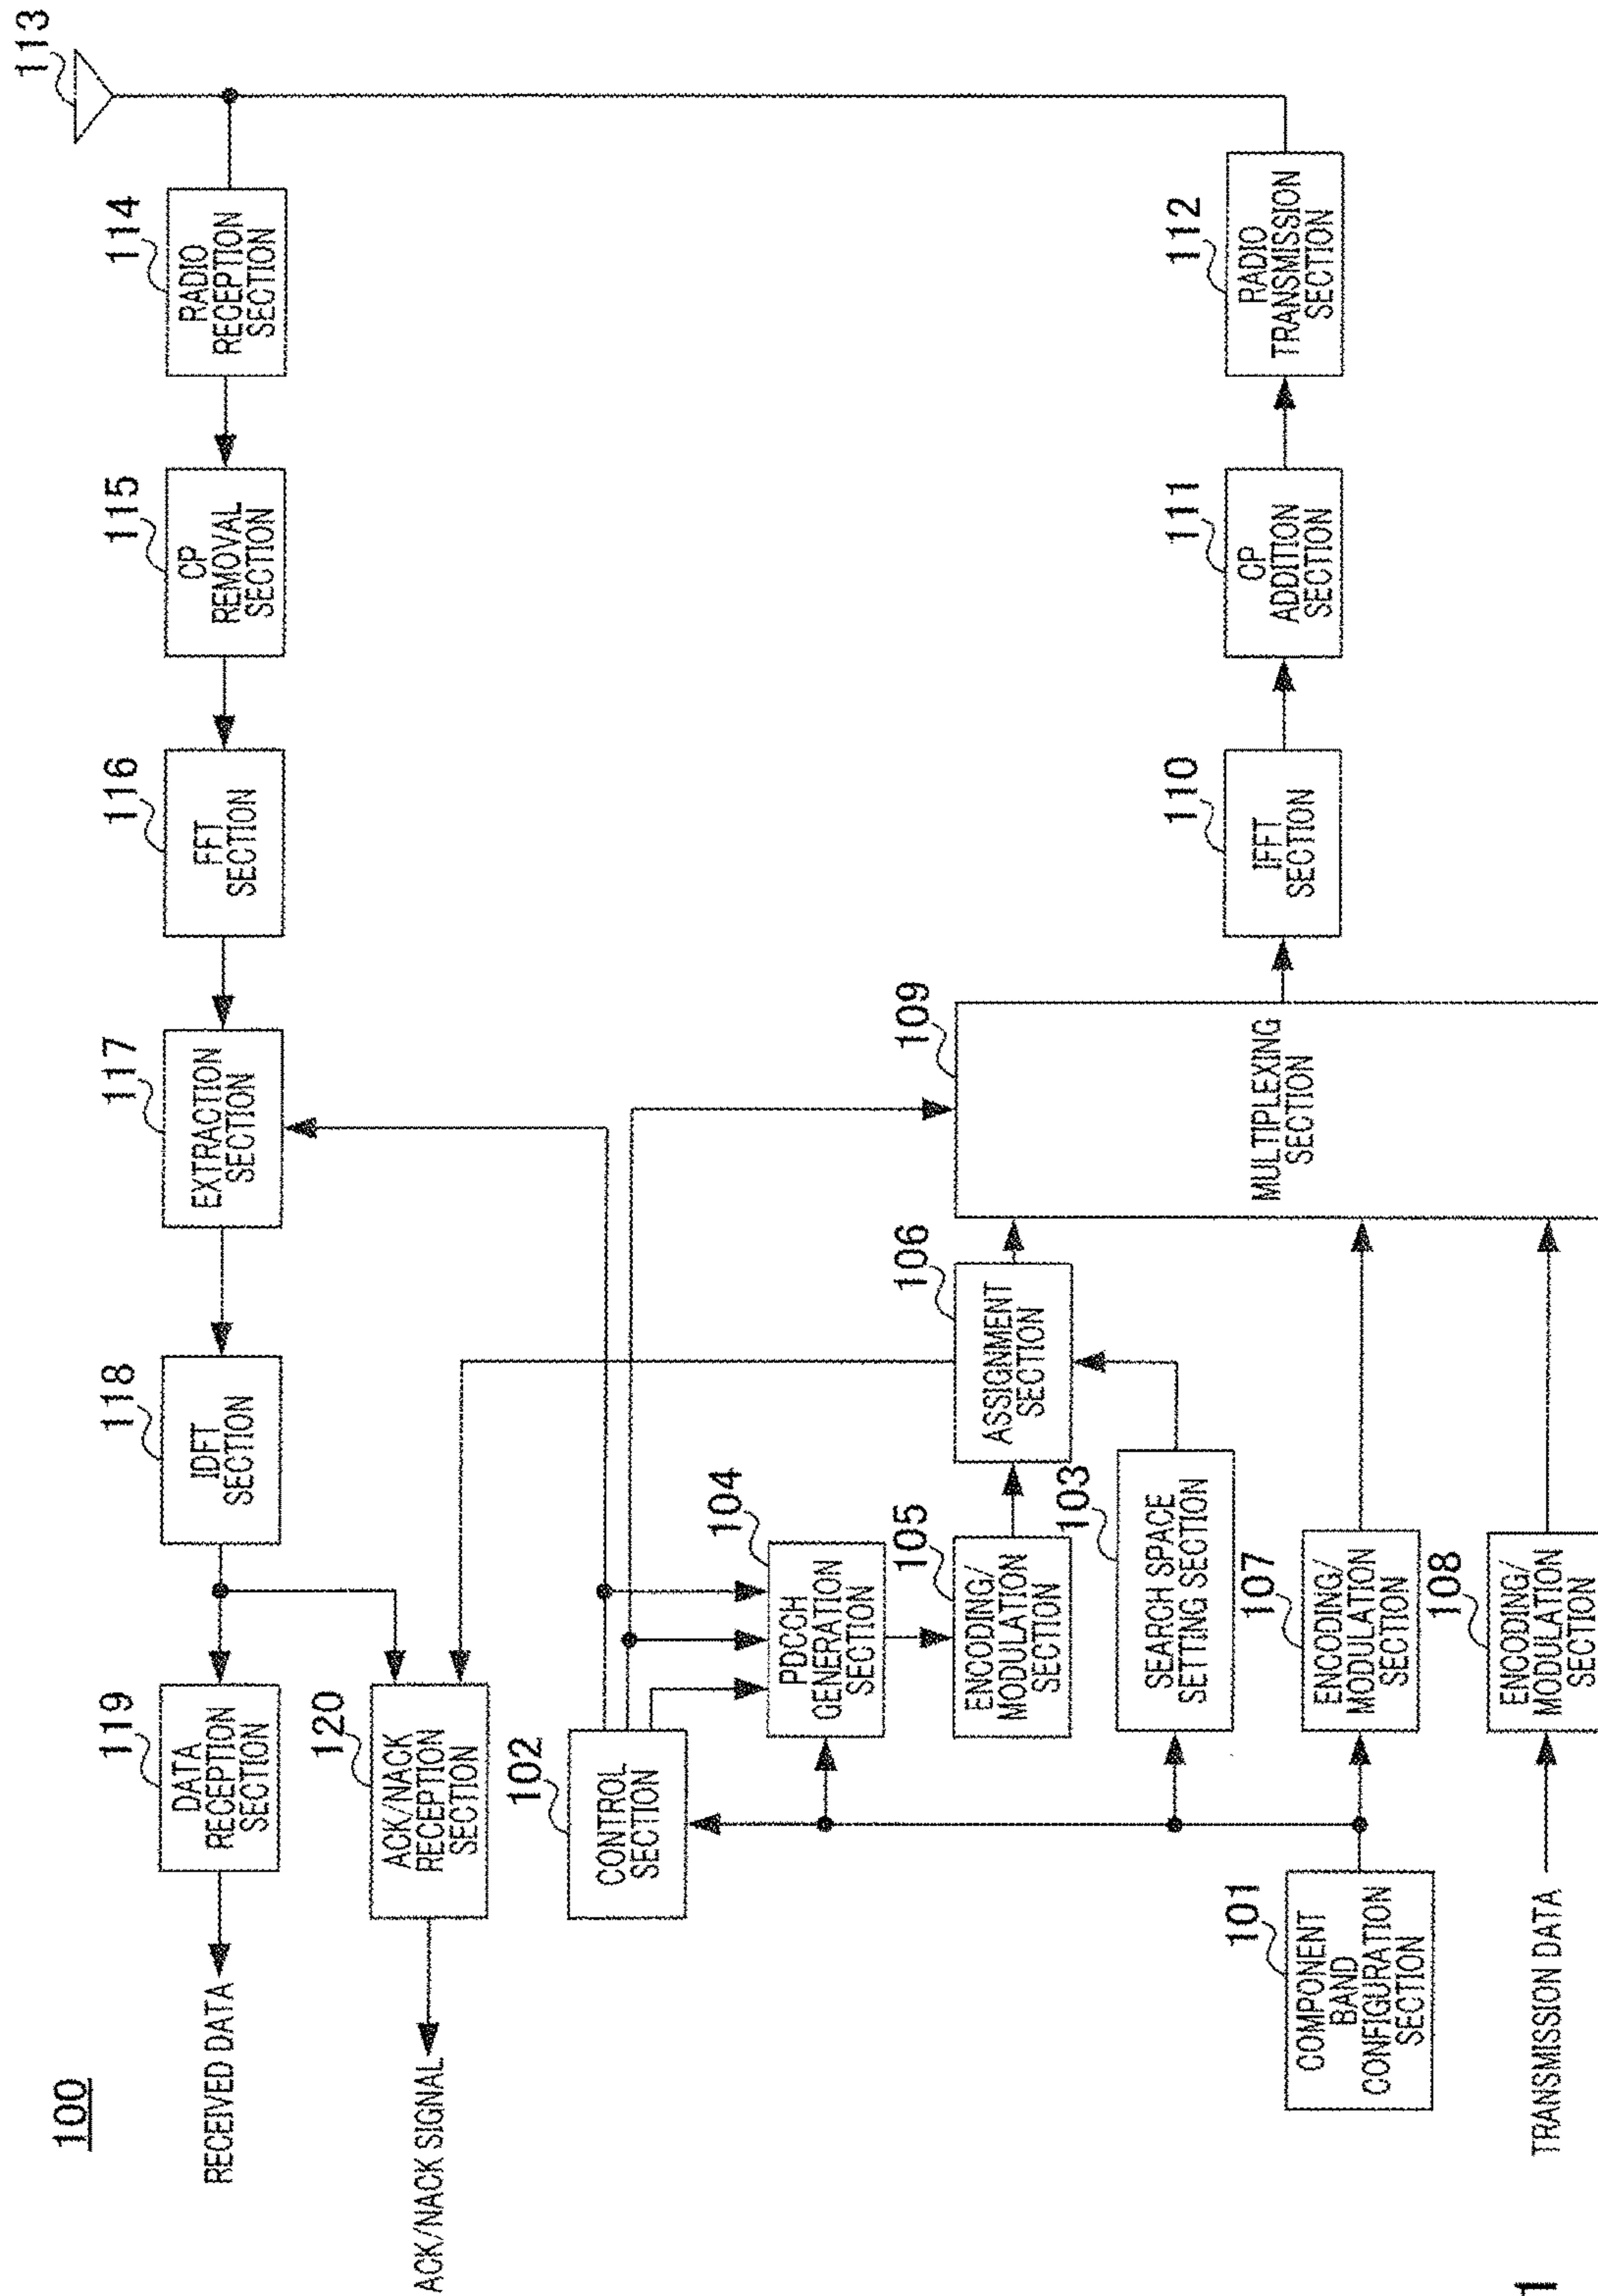 100
RECEIVED DATA
119
DATA
RECEPTION
SECTION
118
IDFT
SECTION
117
EXTRACTION
SECTION
116
FFT
SECTION
115
CP
REMOVAL
SECTION
114
RADIO
RECEPTION
SECTION
113
ACK/NACK SIGNAL
120
ACK/NACK
RECEPTION
SECTION
102
CONTROL
SECTION
104
PDCCH
GENERATION
SECTION
105
ENCODING/
MODULATION
SECTION
106
ASSIGNMENT
SECTION
109
MULTIPLEXING
SECTION
110
IFFT
SECTION
111
CP
ADDITION
SECTION
112
RADIO
TRANSMISSION
SECTION
103
SEARCH SPACE
SETTING SECTION
101
COMPONENT
BAND
CONFIGURATION
SECTION
107
ENCODING/
MODULATION
SECTION
108
ENCODING/
MODULATION
SECTION
TRANSMISSION DATA
1